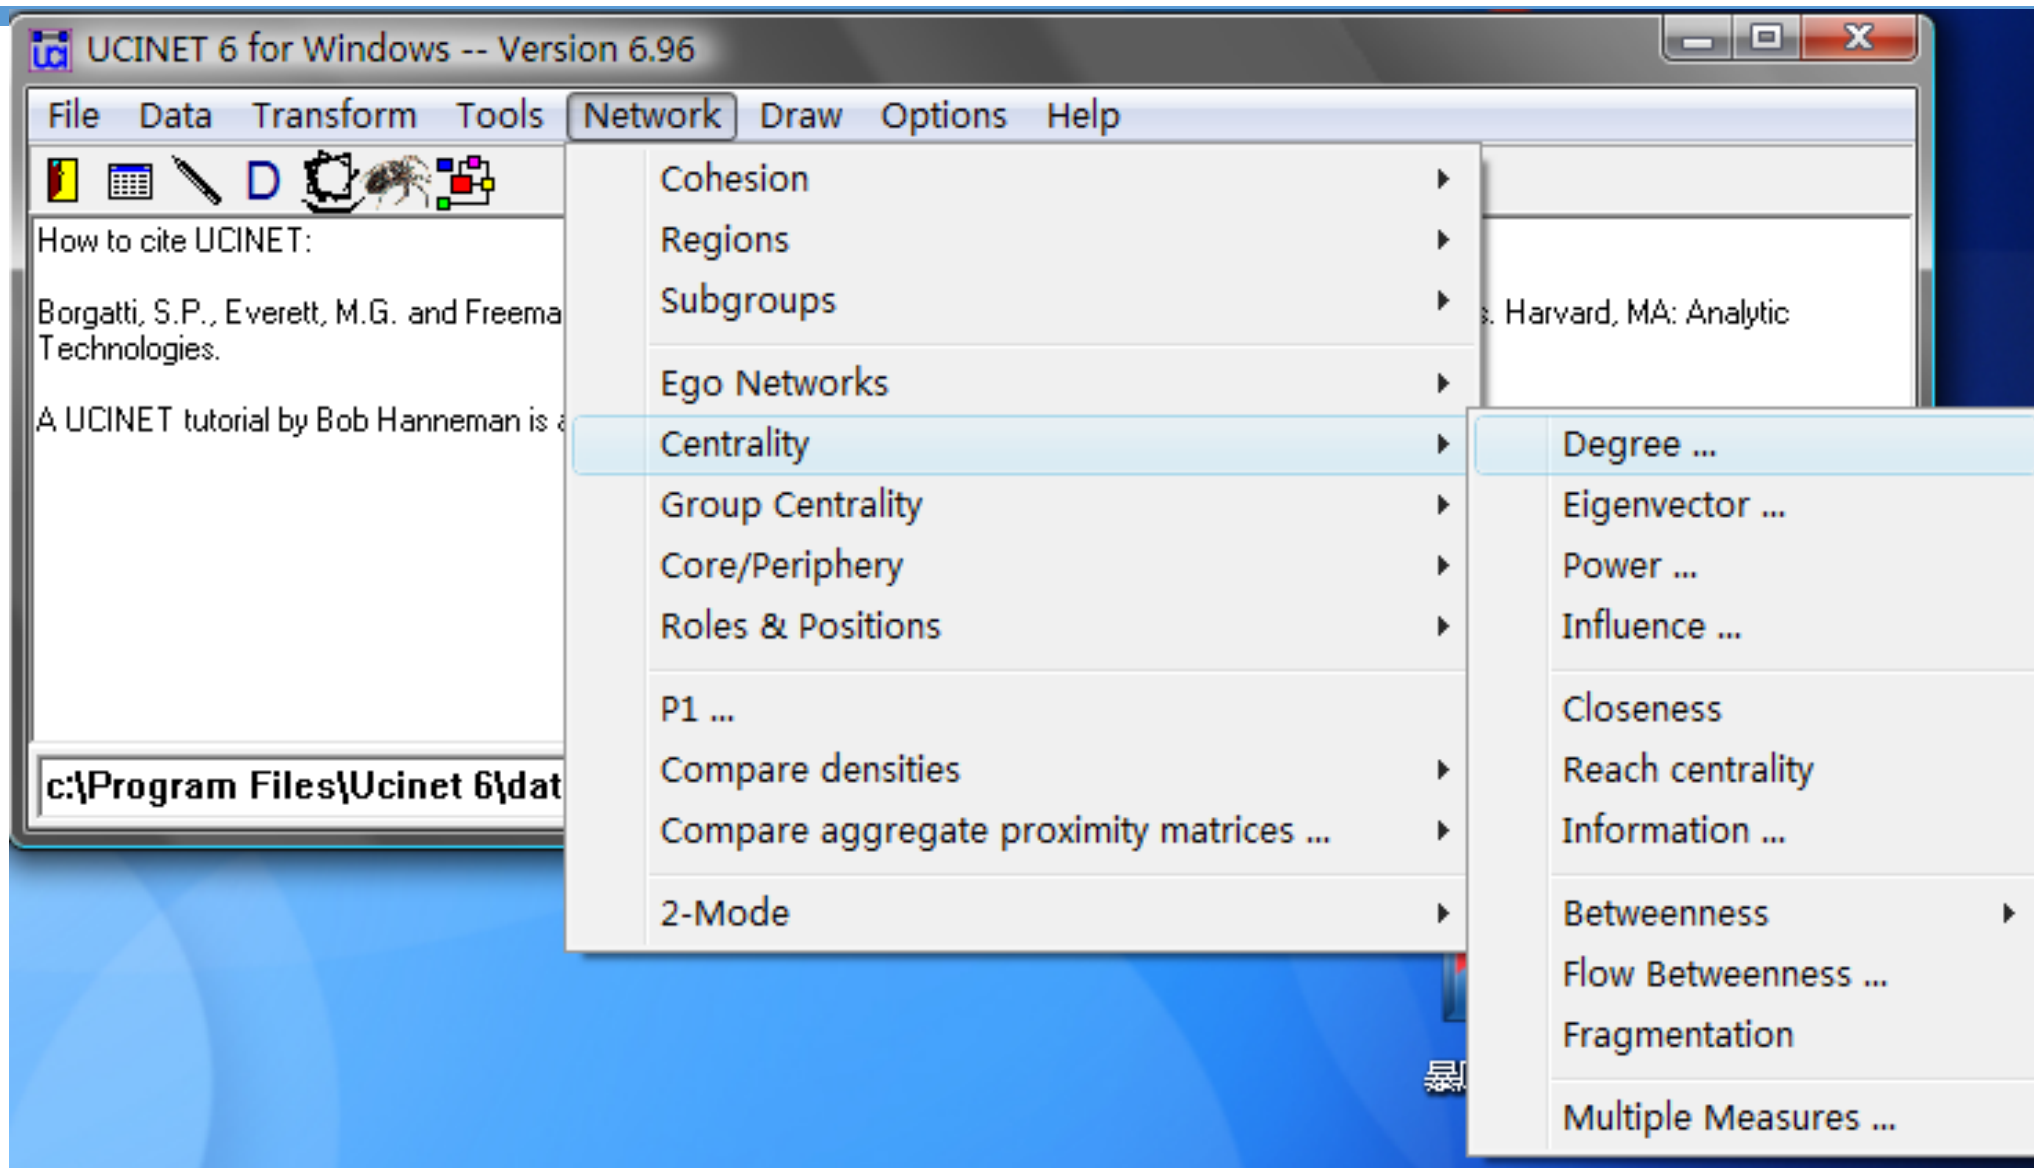 UCINET 6 for Windows -- Version 6.96
File Data Transform Tools Network Draw Options Help
D
How to cite UCINET:
Borgatti, S.P., Everett, M.G. and Freema
s. Harvard, MA: Analytic
Technologies.
A UCINET tutorial by Bob Hanneman is a
c:\Program Files\Ucinet 6\dat
Cohesion
Regions
Subgroups
Ego Networks
Centrality
Group Centrality
Core/Periphery
Roles & Positions
P1 ...
Compare densities
Compare aggregate proximity matrices ...
2-Mode
Degree ...
Eigenvector ...
Power ...
Influence ...
Closeness
Reach centrality
Information ...
Betweenness
Flow Betweenness ...
Fragmentation
Multiple Measures ...
暴